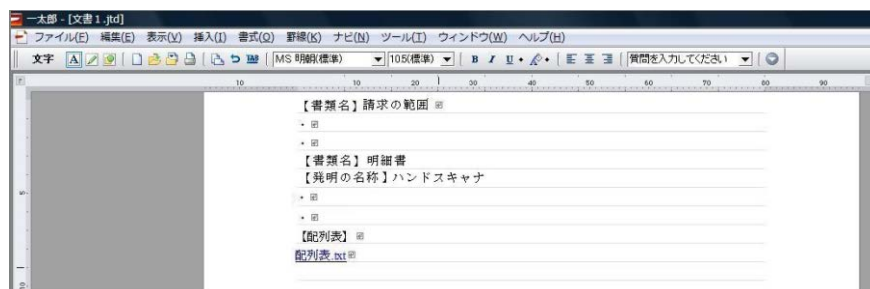 一太郎 - [文書1.jtd]
ファイル(F) 編集(E) 表示(V) 挿入(I) 書式(O) 罫線(K) ナビ(N) ツール(T) ウィンドウ(W) ヘルプ(H)
文字 A MS 明朝(標準) 10.5(標準) B I U 質問を入力してください
10 10 20 30 40 50 60 70 80 90
【書類名】請求の範囲
・
・
【書類名】明細書
【発明の名称】ハンドスキャナ
・
・
【配列表】
配列表.txt